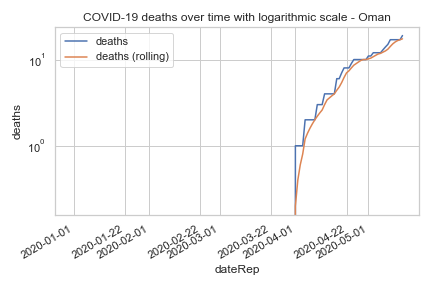 COVID-19 deaths over time with logarithmic scale - Oman
deaths
deaths (rolling)
10¹
10⁰
deaths
2020-01-01
2020-01-22
2020-02-01
2020-02-22
2020-03-01
2020-03-22
2020-04-01
2020-04-22
2020-05-01
dateRep